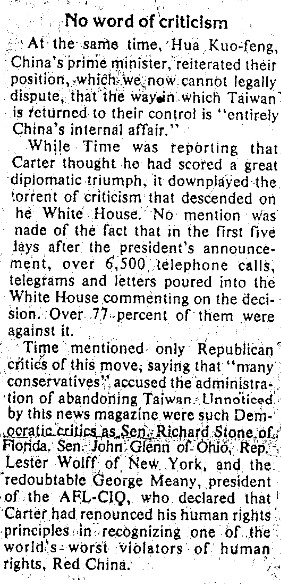 No word of criticism
At the same time, Hua Kuo-feng,
China's prime minister, reiterated their
position, which we now cannot legally
dispute, that the way in which Taiwan
is returned to their control is "entirely
China's internal affair."
While Time was reporting that
Carter thought he had scored a great
diplomatic triumph, it downplayed the
torrent of criticism that descended on
he White House. No mention was
nade of the fact that in the first five
lays after the president's announce-
ment, over 6,500 telephone calls,
telegrams and letters poured into the
White House commenting on the deci-
sion. Over 77 percent of them were
against it.
Time mentioned only Republican
critics of this move, saying that "many
conservatives" accused the administra-
tion of abandoning Taiwan. Unnoticed
by this news magazine were such Dem-
ocratic critics as Sen. Richard Stone of
Florida, Sen. John Glenn of Ohio, Rep.
Lester Wolff of New York, and the
redoubtable George Meany, president
of the AFL-CIO, who declared that
Carter had renounced his human rights
principles in recognizing one of the
world's worst violators of human
rights, Red China.